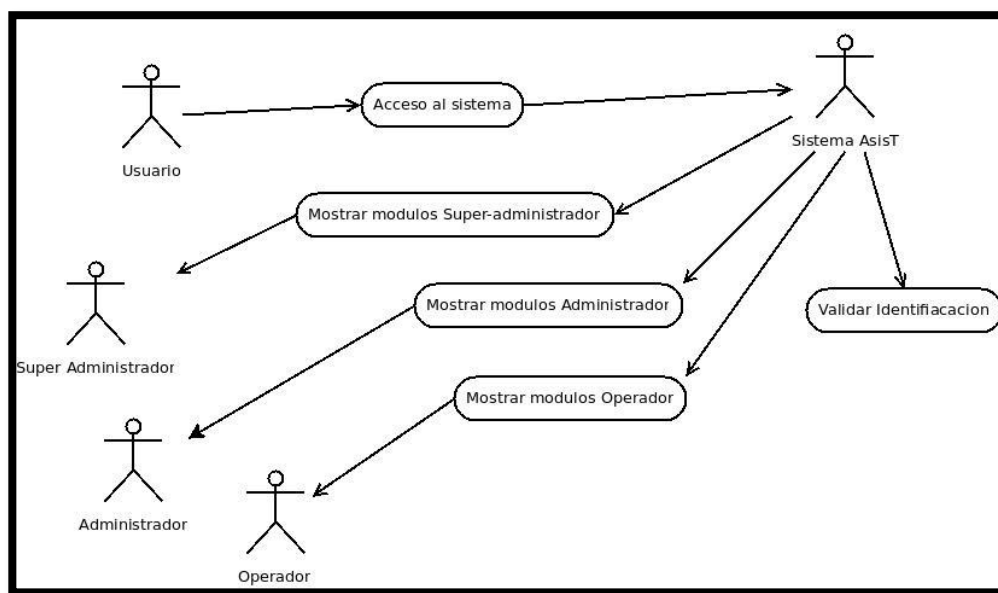 Acceso al sistema
Sistema AsisT
Usuario
Mostrar modulos Super-administrador
Mostrar modulos Administrador
Validar Identifiacacion
Super Administrador
Mostrar modulos Operador
Administrador
Operador